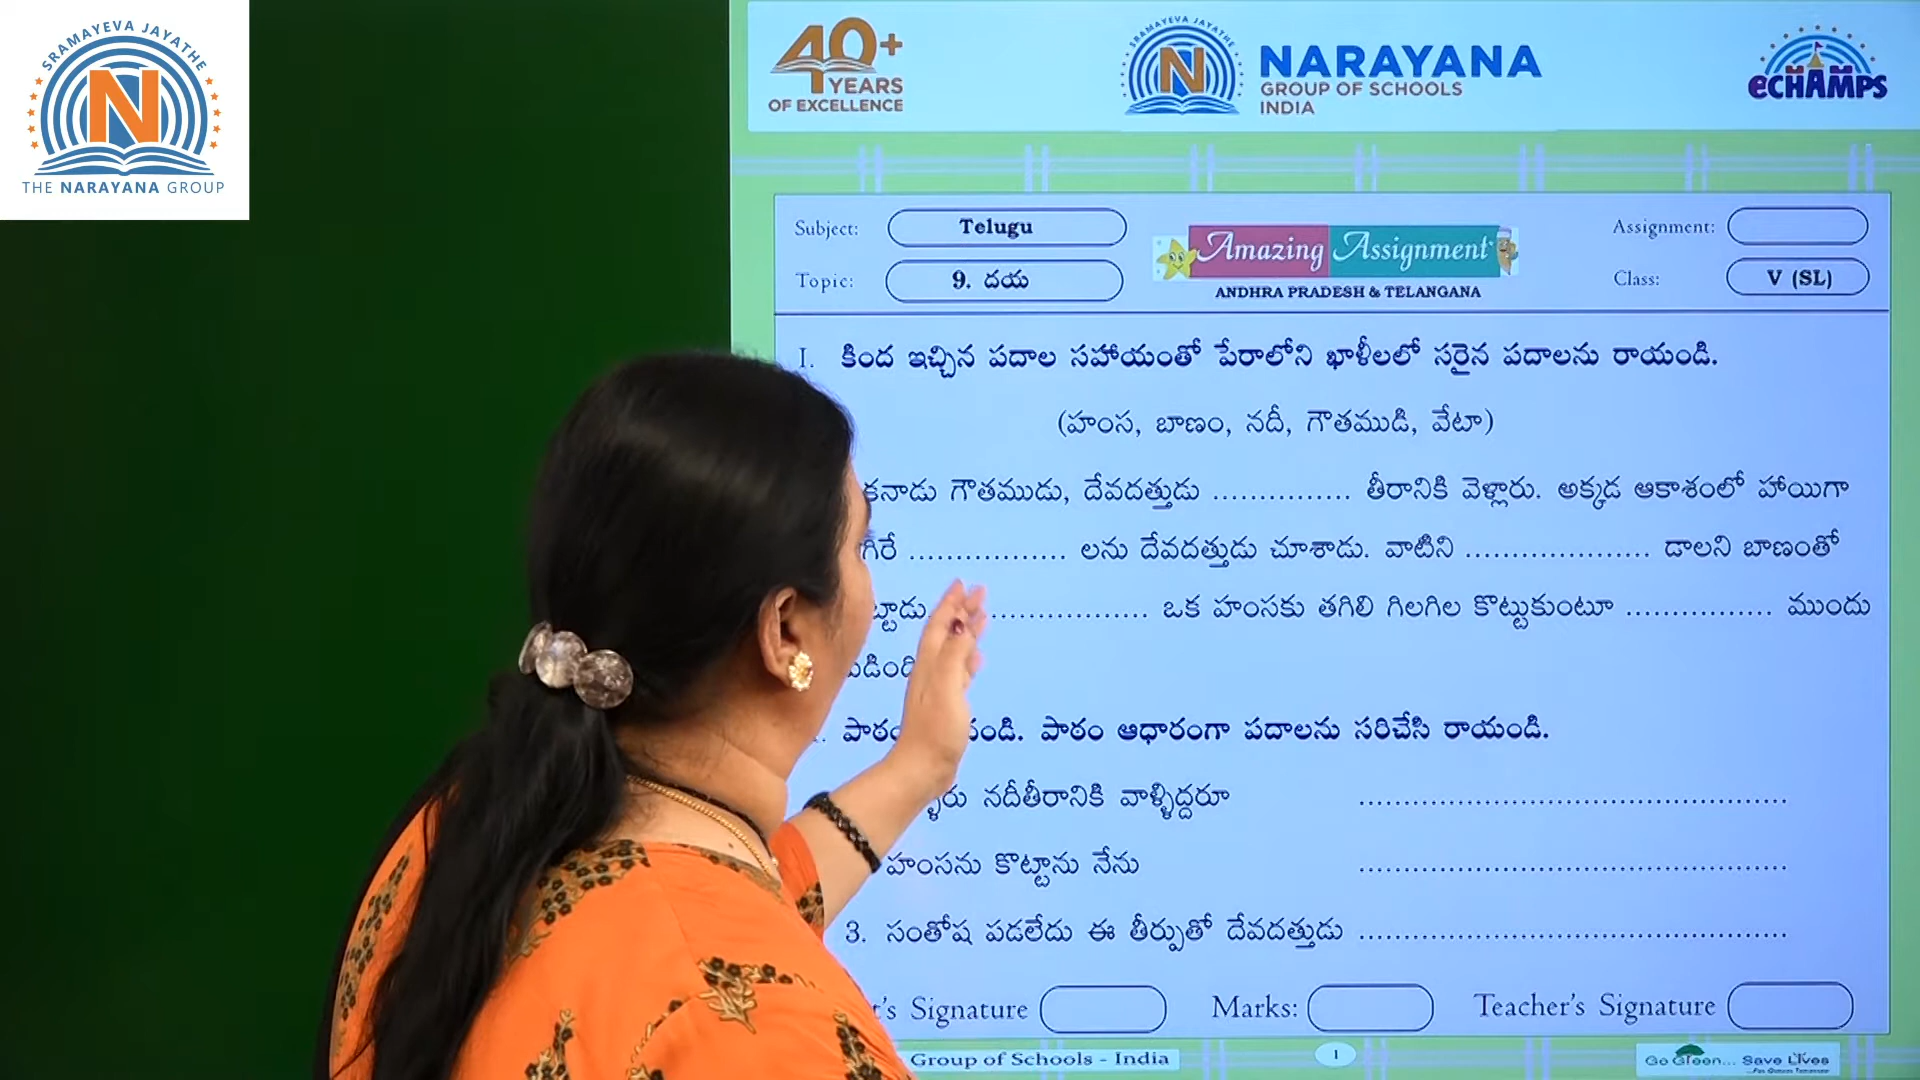 SRAMAYEVA JAYATHE
N
THE NARAYANA GROUP
40+
YEARS
OF EXCELLENCE
SRAMAYEVA JAYATHE
N
NARAYANA
GROUP OF SCHOOLS
INDIA
eCHAMPS
Subject: Telugu
Amazing Assignment
Assignment:
Topic: 9. దయ
ANDHRA PRADESH & TELANGANA
Class: V (SL)
I. కింద ఇచ్చిన పదాల సహాయంతో పేరాలోని ఖాళీలలో సరైన పదాలను రాయండి.
(హంస, బాణం, నదీ, గౌతముడి, వేటా)
కనాడు గౌతముడు, దేవదత్తుడు ............... తీరానికి వెళ్లారు. అక్కడ ఆకాశంలో హాయిగా
గిరే ................. లను దేవదత్తుడు చూశాడు. వాటిని .................... డాలని బాణంతో
ట్టాడు. ................. ఒక హంసకు తగిలి గిలగిల కొట్టుకుంటూ ................ ముందు
పాఠం ండి. పాఠం ఆధారంగా పదాలను సరిచేసి రాయండి.
నదీతీరానికి వాళ్ళిద్దరూ ................................................
హంసను కొట్టాను నేను ................................................
3. సంతోష పడలేదు ఈ తీర్పుతో దేవదత్తుడు ................................................
t's Signature Marks: Teacher's Signature
Group of Schools - India
1
Go Green... Save Lives